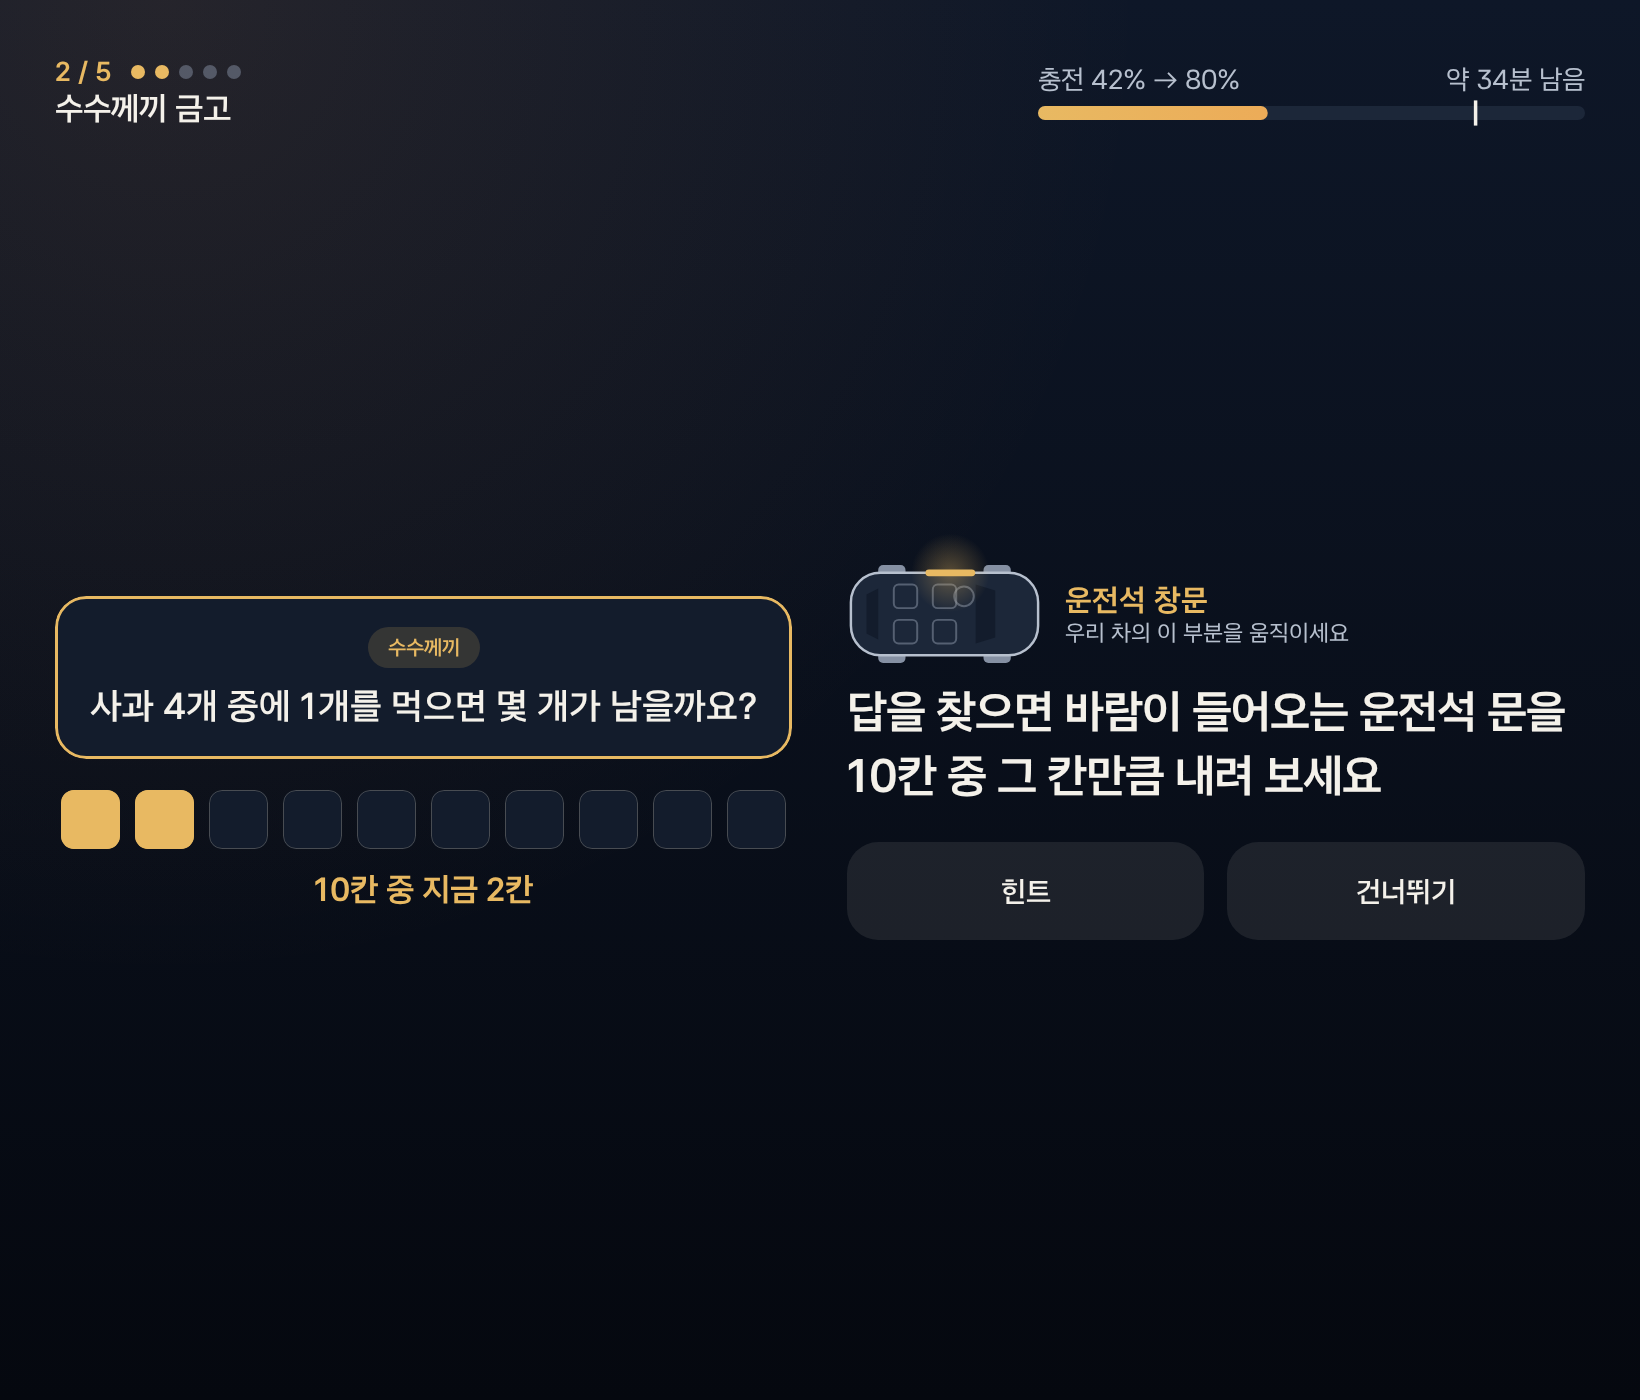 2 / 5
수수께끼 금고
충전 42% → 80%
약 34분 남음
수수께끼
사과 4개 중에 1개를 먹으면 몇 개가 남을까요?
10칸 중 지금 2칸
운전석 창문
우리 차의 이 부분을 움직이세요
답을 찾으면 바람이 들어오는 운전석 문을
10칸 중 그 칸만큼 내려 보세요
힌트
건너뛰기